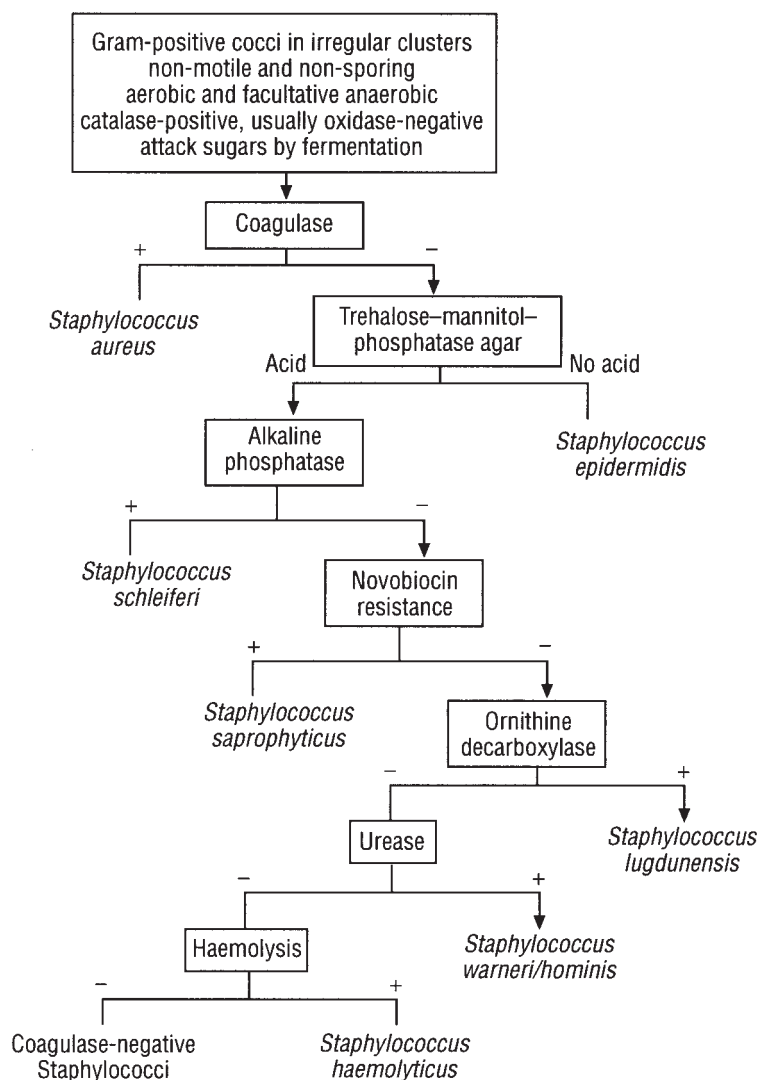 Gram-positive cocci in irregular clusters
non-motile and non-sporing
aerobic and facultative anaerobic
catalase-positive, usually oxidase-negative
attack sugars by fermentation
Coagulase
+
−
Staphylococcus
aureus
Trehalose–mannitol–
phosphatase agar
Acid
No acid
Alkaline
phosphatase
Staphylococcus
epidermidis
+
−
Staphylococcus
schleiferi
Novobiocin
resistance
+
−
Staphylococcus
saprophyticus
Ornithine
decarboxylase
−
+
Urease
Staphylococcus
lugdunensis
−
+
Haemolysis
Staphylococcus
warneri/hominis
−
+
Coagulase-negative
Staphylococci
Staphylococcus
haemolyticus